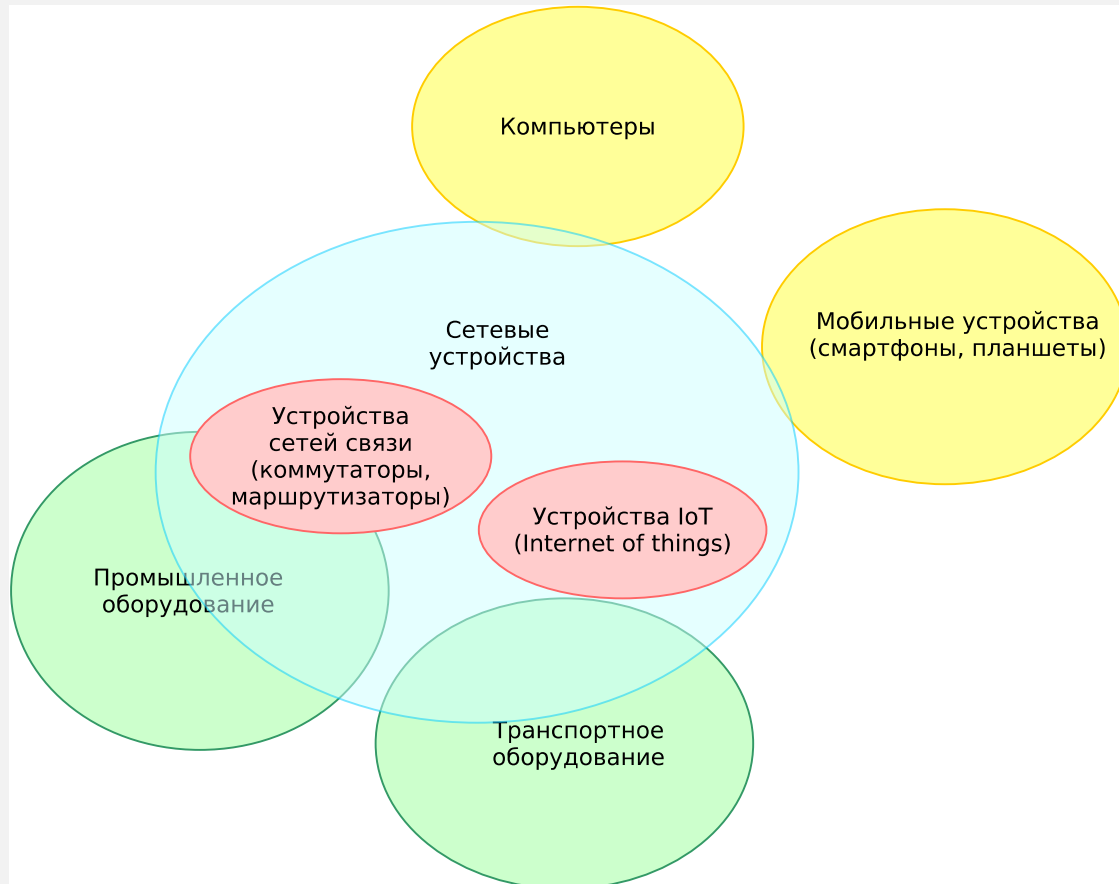 Компьютеры
Мобильные устройства
(смартфоны, планшеты)
Сетевые
устройства
Устройства
сетей связи
(коммутаторы,
маршрутизаторы)
Устройства IoT
(Internet of things)
Промышленное
оборудование
Транспортное
оборудование